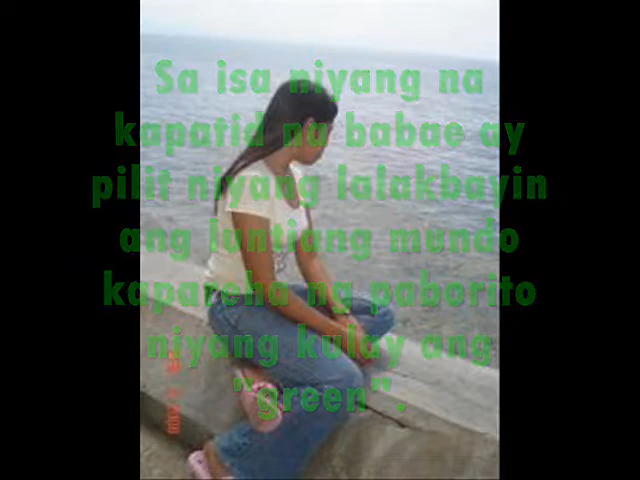 Sa isa niyang na
kapatid na babae ay
pilit niyang lalakbayin
ang luntiang mundo
kapareha ng paborito
niyang kulay ang
"green".